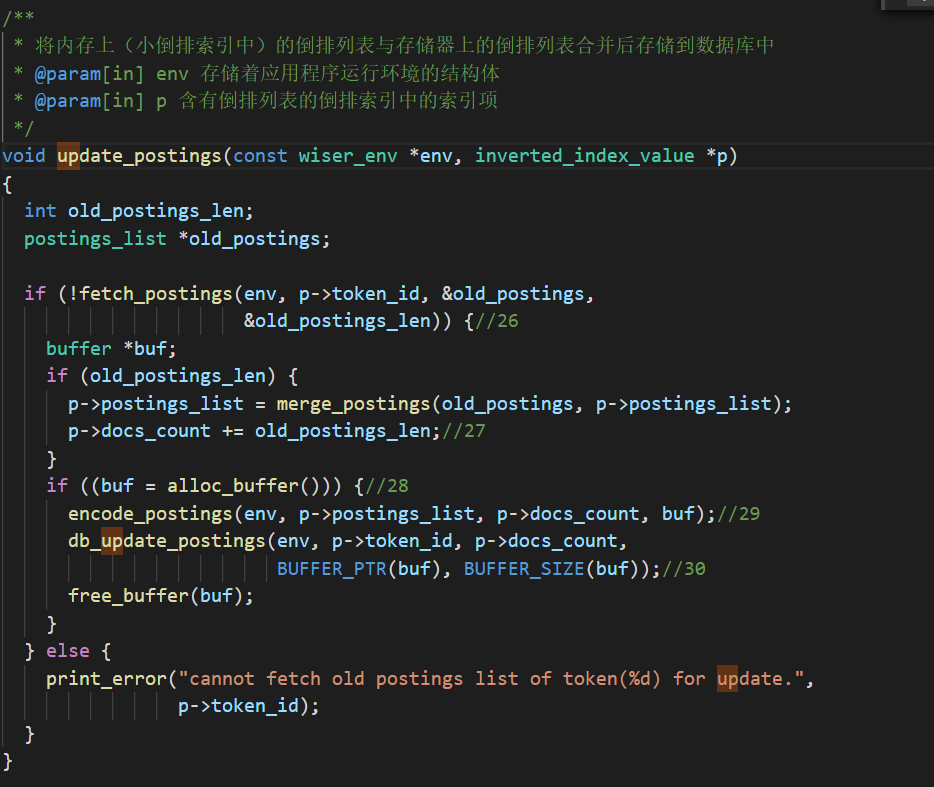 /**
 * 将内存上（小倒排索引中）的倒排列表与存储器上的倒排列表合并后存储到数据库中
 * @param[in] env 存储着应用程序运行环境的结构体
 * @param[in] p 含有倒排列表的倒排索引中的索引项
 */
void update_postings(const wiser_env *env, inverted_index_value *p)
{
  int old_postings_len;
  postings_list *old_postings;

  if (!fetch_postings(env, p->token_id, &old_postings,
                      &old_postings_len)) {//26
    buffer *buf;
    if (old_postings_len) {
      p->postings_list = merge_postings(old_postings, p->postings_list);
      p->docs_count += old_postings_len;//27
    }
    if ((buf = alloc_buffer())) {//28
      encode_postings(env, p->postings_list, p->docs_count, buf);//29
      db_update_postings(env, p->token_id, p->docs_count,
                         BUFFER_PTR(buf), BUFFER_SIZE(buf));//30
      free_buffer(buf);
    }
  } else {
    print_error("cannot fetch old postings list of token(%d) for update.",
                p->token_id);
  }
}